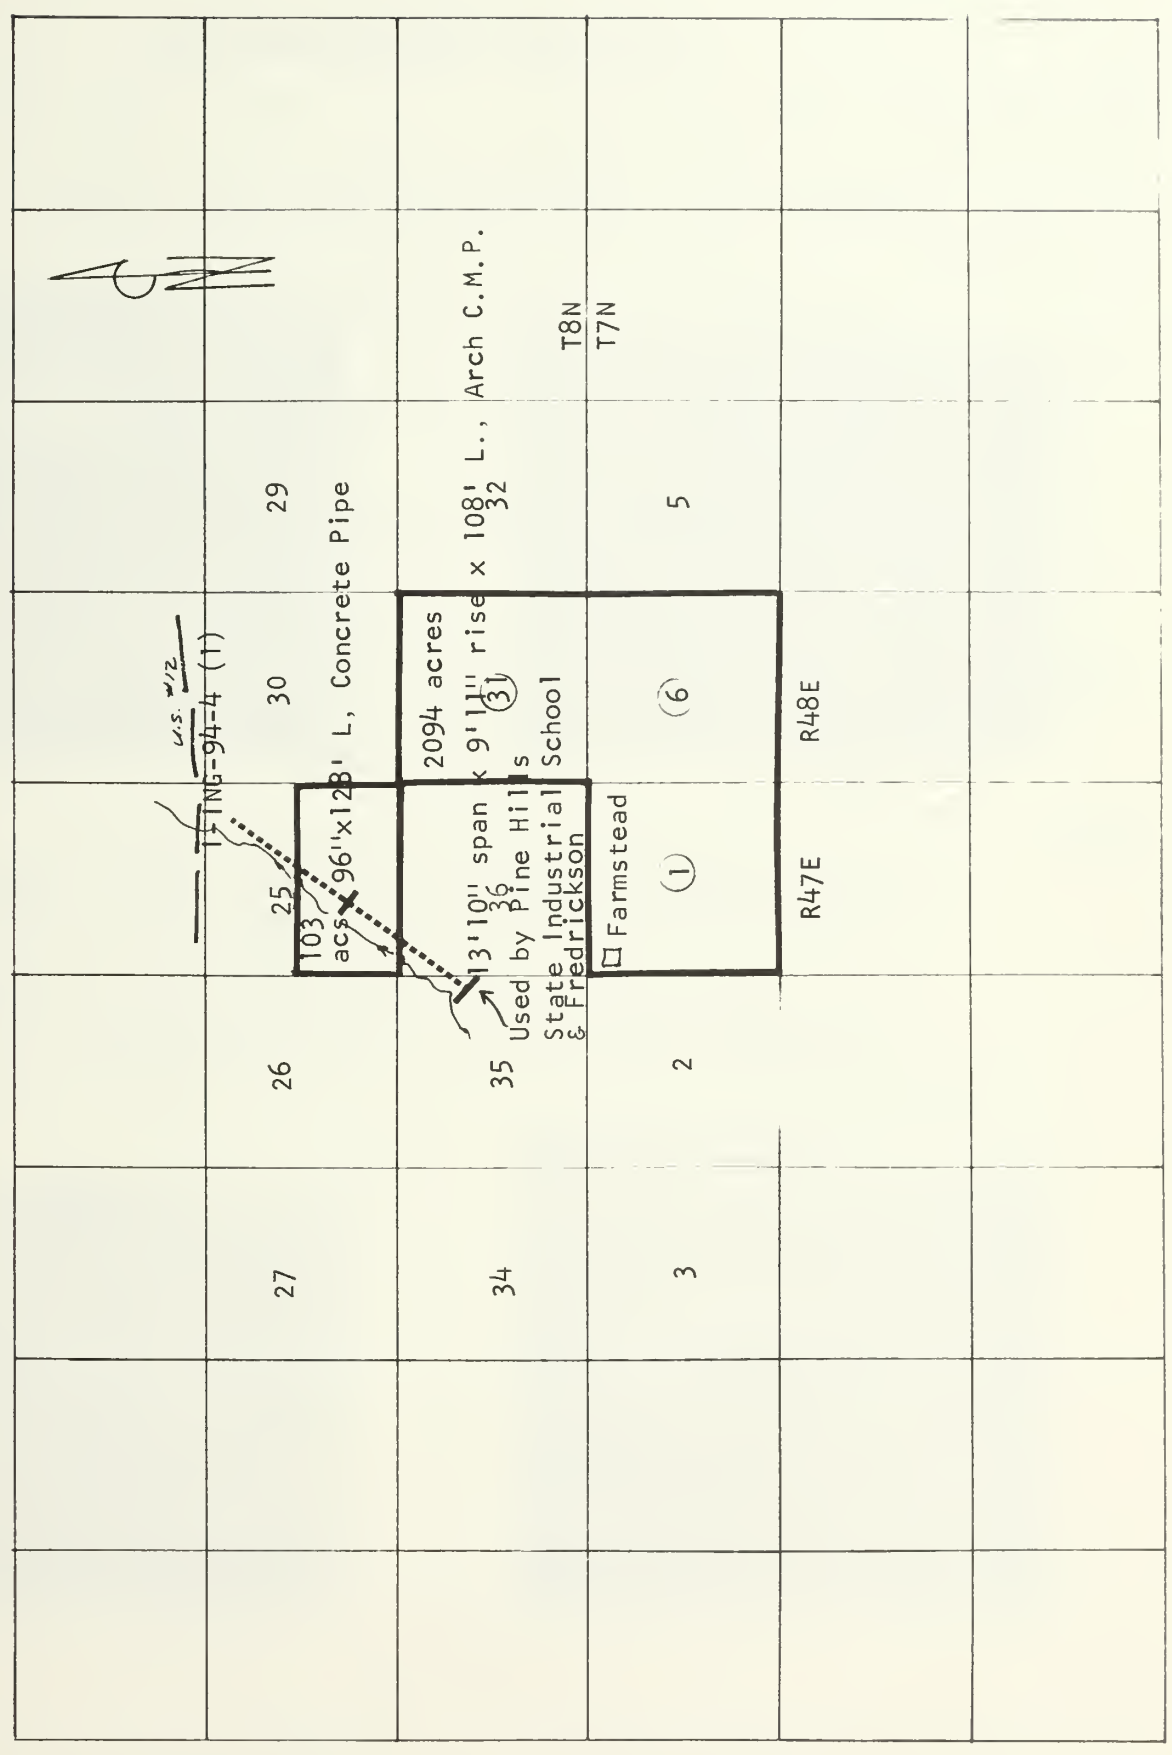 N
U.S. #12
I-ING-94-4 (1)
27
26
25
30
29
103
acs
96"x128' L, Concrete Pipe
2094 acres
13'10" span x 9'11" rise x 108' L., Arch C.M.P.
34
35
36
31
32
Used by Pine Hills
State Industrial School
& Fredrickson
T8N
T7N
Farmstead
3
2
1
6
5
R47E
R48E